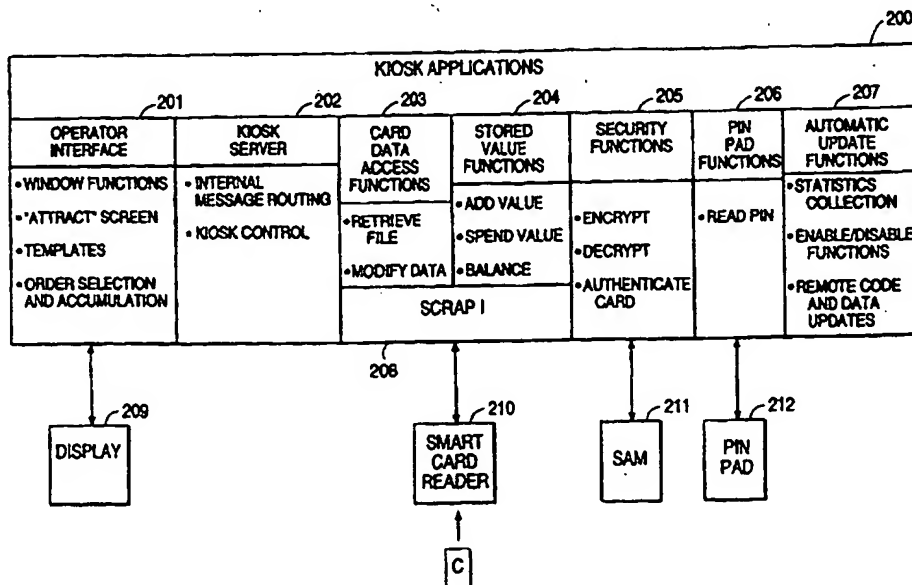 200
KIOSK APPLICATIONS
201
202
203
204
205
206
207
OPERATOR
INTERFACE
• WINDOW FUNCTIONS
• "ATTRACT" SCREEN
• TEMPLATES
• ORDER SELECTION
AND ACCUMULATION
KIOSK
SERVER
• INTERNAL
MESSAGE ROUTING
• KIOSK CONTROL
CARD
DATA
ACCESS
FUNCTIONS
• RETRIEVE
FILE
• MODIFY DATA
STORED
VALUE
FUNCTIONS
• ADD VALUE
• SPEND VALUE
• BALANCE
SCRAP I
208
SECURITY
FUNCTIONS
• ENCRYPT
• DECRYPT
• AUTHENTICATE
CARD
PIN
PAD
FUNCTIONS
• READ PIN
AUTOMATIC
UPDATE
FUNCTIONS
• STATISTICS
COLLECTION
• ENABLE/DISABLE
FUNCTIONS
• REMOTE CODE
AND DATA
UPDATES
209
DISPLAY
210
SMART
CARD
READER
211
SAM
212
PIN
PAD
C